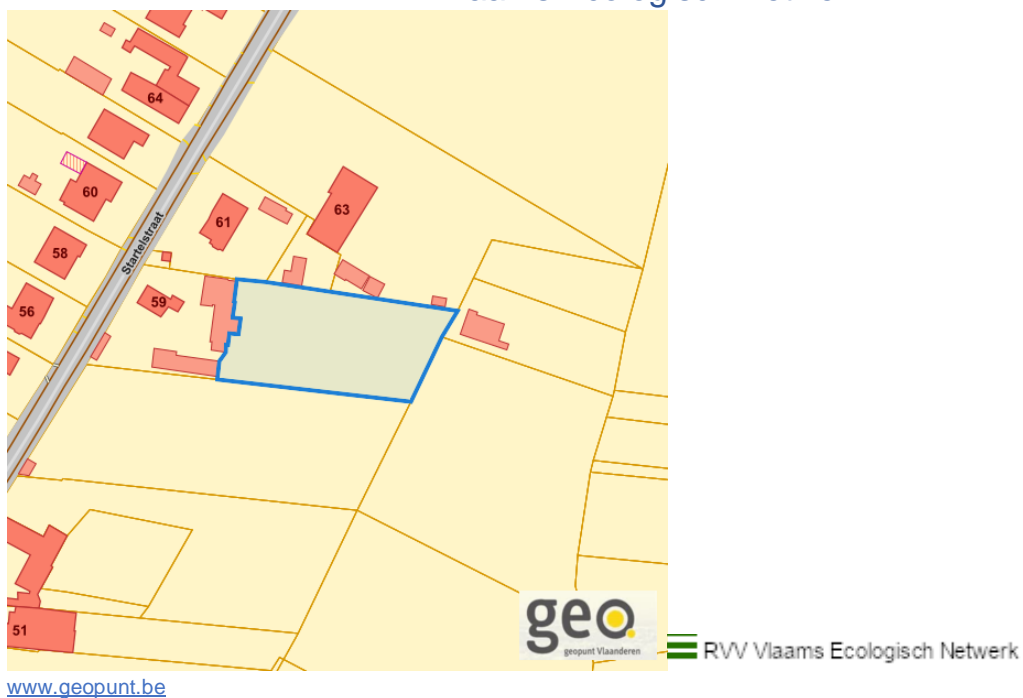 64
60
63
61
Startelstraat
58
59
56
51
geo
geopunt Vlaanderen
RVV Vlaams Ecologisch Netwerk
www.geopunt.be